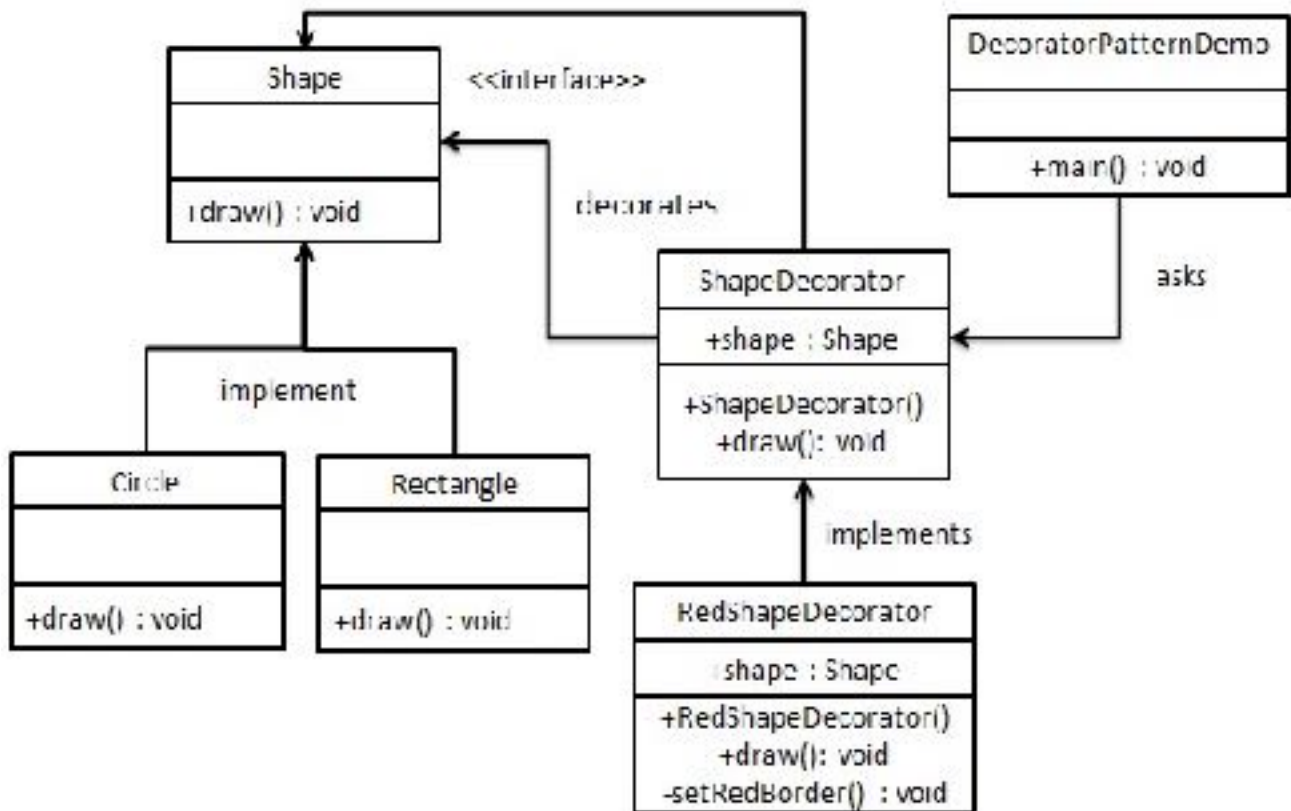 Shape
+draw() : void
<<interface>>
decorates
DecoratorPatternDemo
+main() : void
asks
ShapeDecorator
+shape : Shape
+ShapeDecorator()
+draw(): void
implement
Circle
+draw() : void
Rectangle
+draw() : void
implements
RedShapeDecorator
+shape : Shape
+RedShapeDecorator()
+draw(): void
-setRedBorder() : void